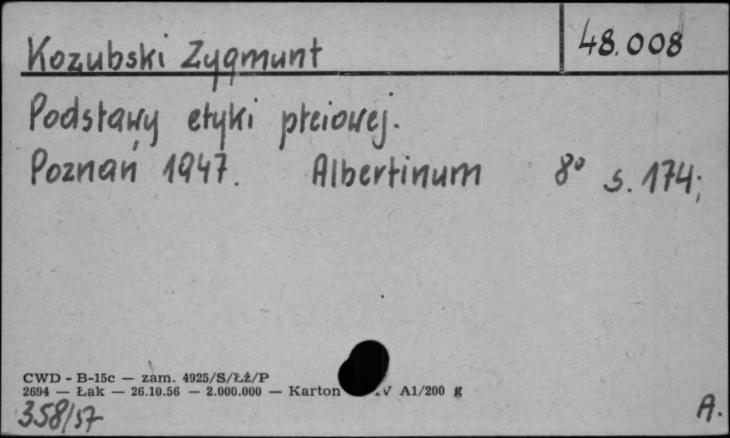 Kozubski Zygmunt
48.008
Podstawy etyki płciowej.
Poznań 1947. Albertinum 8° s. 174;
CWD - B-15c — zam. 4925/S/Łż/P
2694 — Łak — 26.10.56 — 2.000.000 — Karton V A1/200 g
358/57
A.